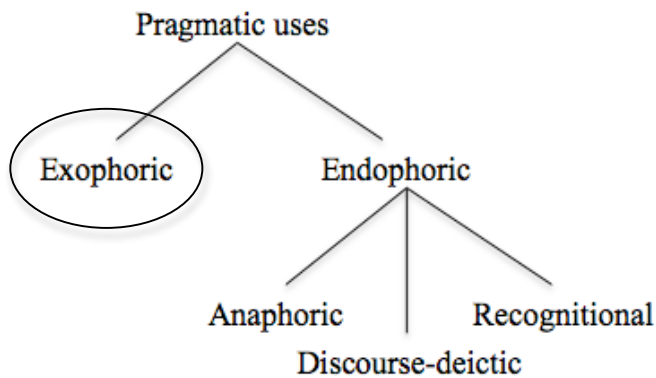 Pragmatic uses
Exophoric Endophoric
Anaphoric Recognitional
Discourse-deictic